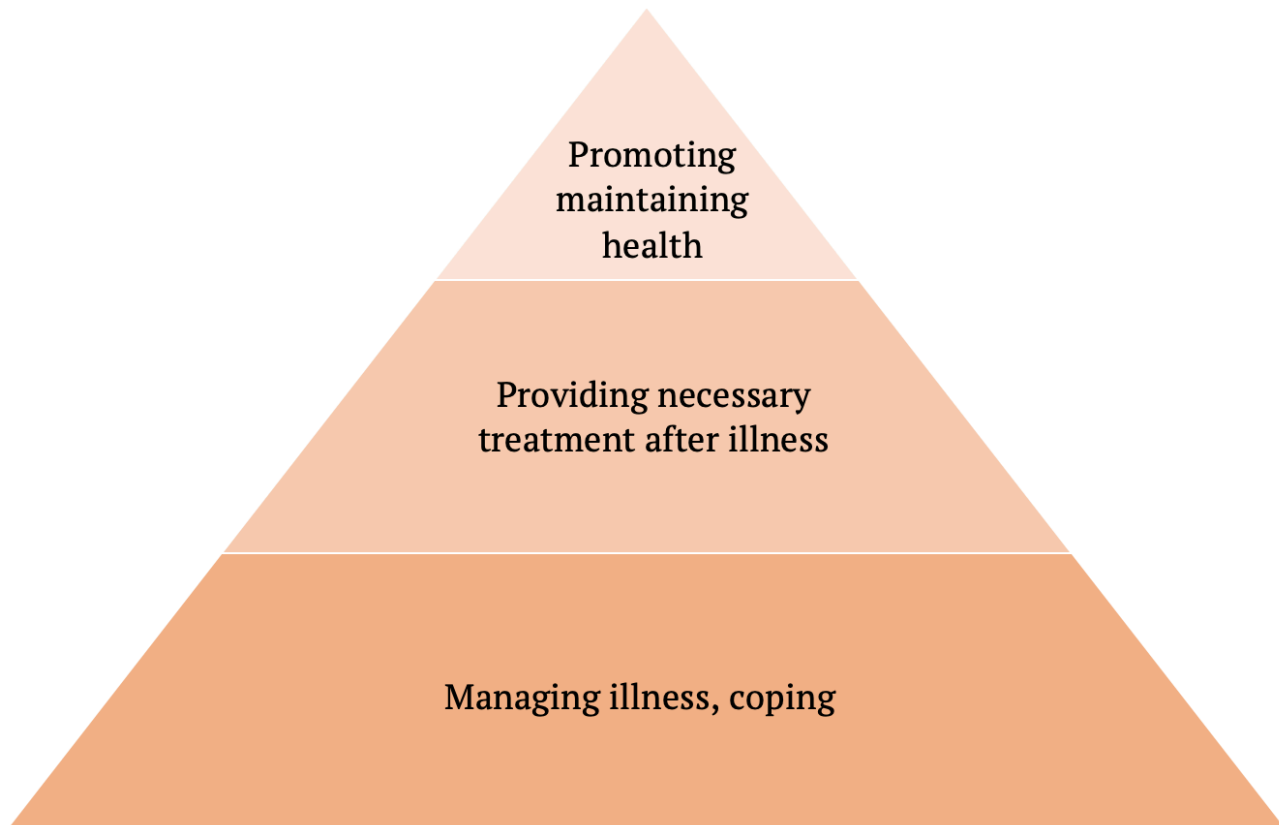 Promoting
maintaining
health
Providing necessary
treatment after illness
Managing illness, coping